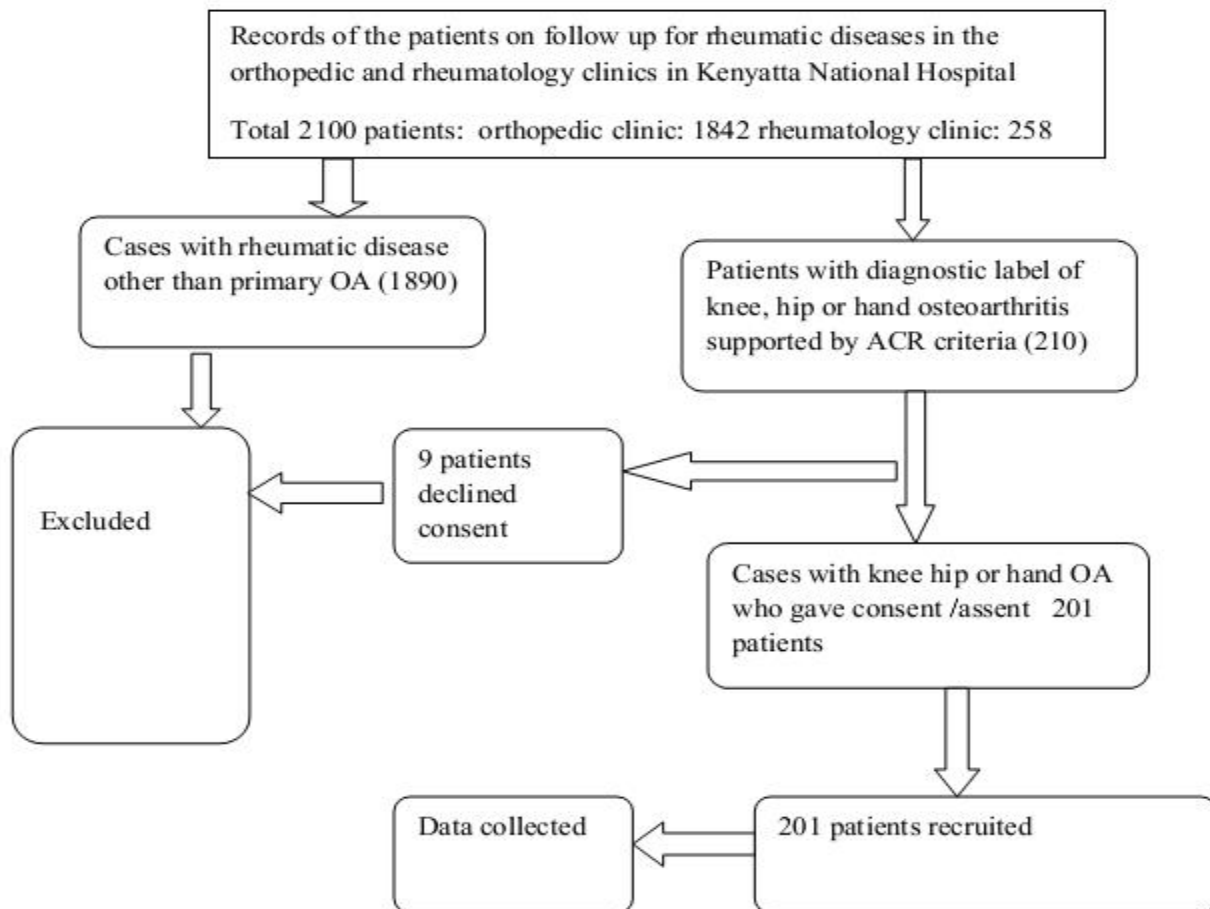 Records of the patients on follow up for rheumatic diseases in the
orthopedic and rheumatology clinics in Kenyatta National Hospital
Total 2100 patients: orthopedic clinic: 1842 rheumatology clinic: 258
Cases with rheumatic disease
other than primary OA (1890)
Patients with diagnostic label of
knee, hip or hand osteoarthritis
supported by ACR criteria (210)
9 patients
declined
consent
Excluded
Cases with knee hip or hand OA
who gave consent /assent 201
patients
Data collected
201 patients recruited